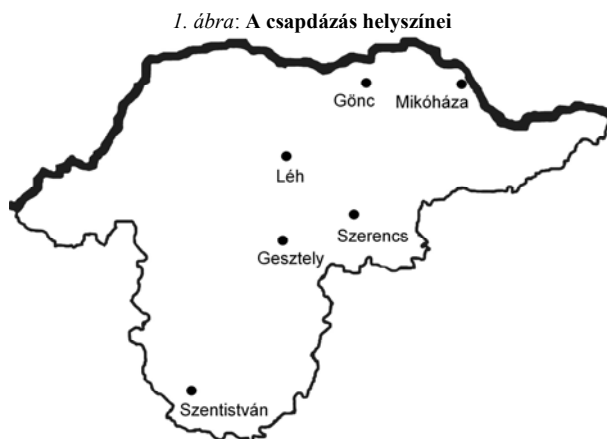 1. ábra: A csapdázás helyszínei
Gönc
Mikóháza
Léh
Szerencs
Gesztely
Szentistván